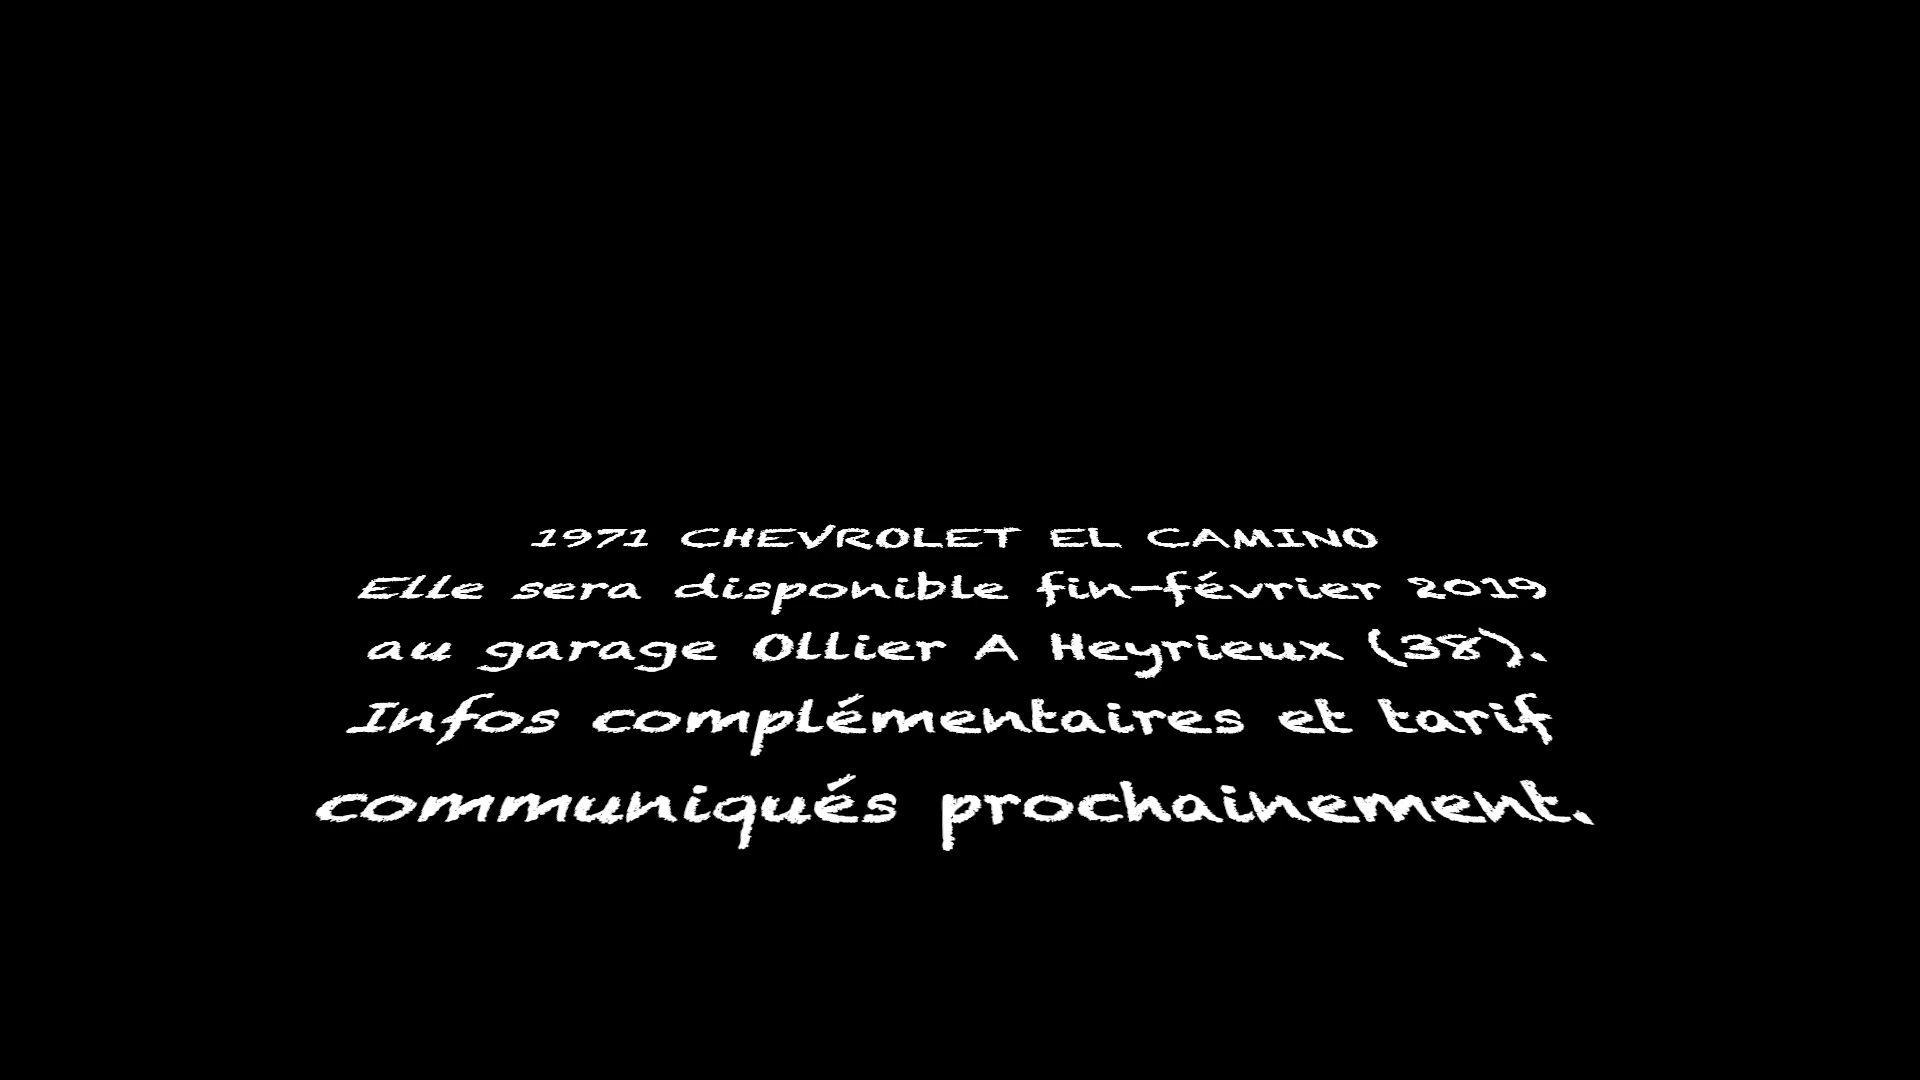 1971 CHEVROLET EL CAMINO
Elle sera disponible fin-février 2019
au garage Ollier A Heyrieux (38).
Infos complémentaires et tarif
communiqués prochainement.